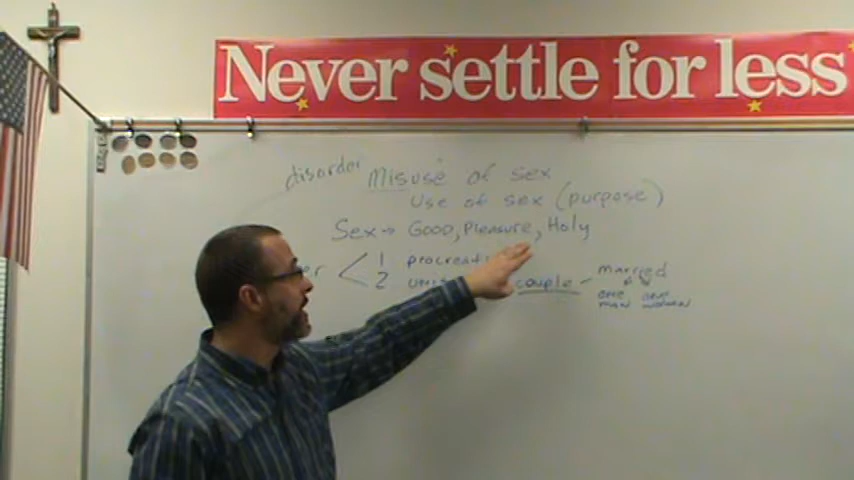 Never settle for less
disorder Misuse of sex
Use of sex (purpose)
Sex → Good, Pleasure, Holy
1 procreati
2 couple - married
one man one woman